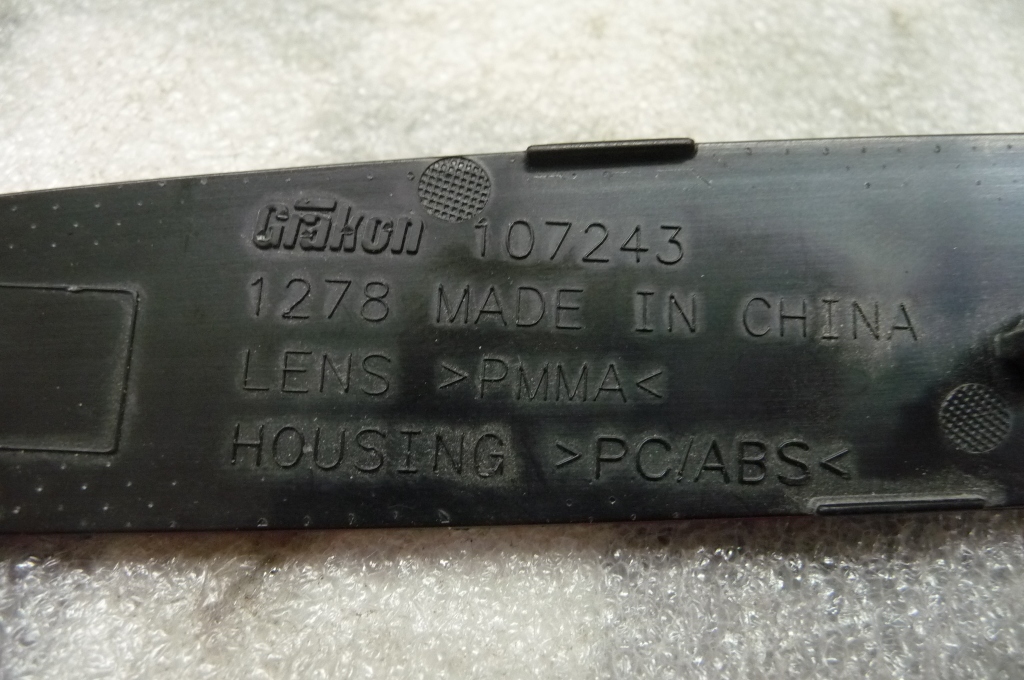 Grakon 107243
1278 MADE IN CHINA
LENS >PMMA<
HOUSING >PC/ABS<